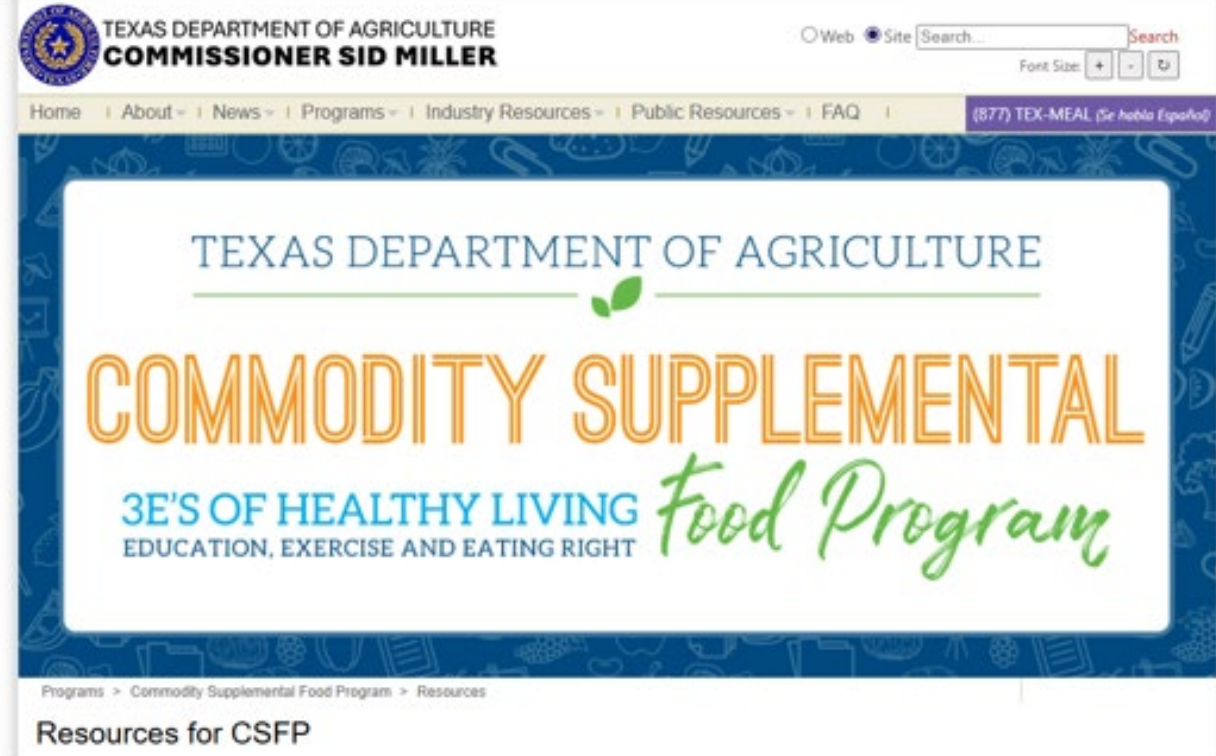 TEXAS DEPARTMENT OF AGRICULTURE
COMMISSIONER SID MILLER
Web Site Search... Search
Font Size: + - ↻
Home About News Programs Industry Resources Public Resources FAQ (877) TEX-MEAL (Se habla Español)
TEXAS DEPARTMENT OF AGRICULTURE
COMMODITY SUPPLEMENTAL
Food Program
3E'S OF HEALTHY LIVING
EDUCATION, EXERCISE AND EATING RIGHT
Programs > Commodity Supplemental Food Program > Resources
Resources for CSFP